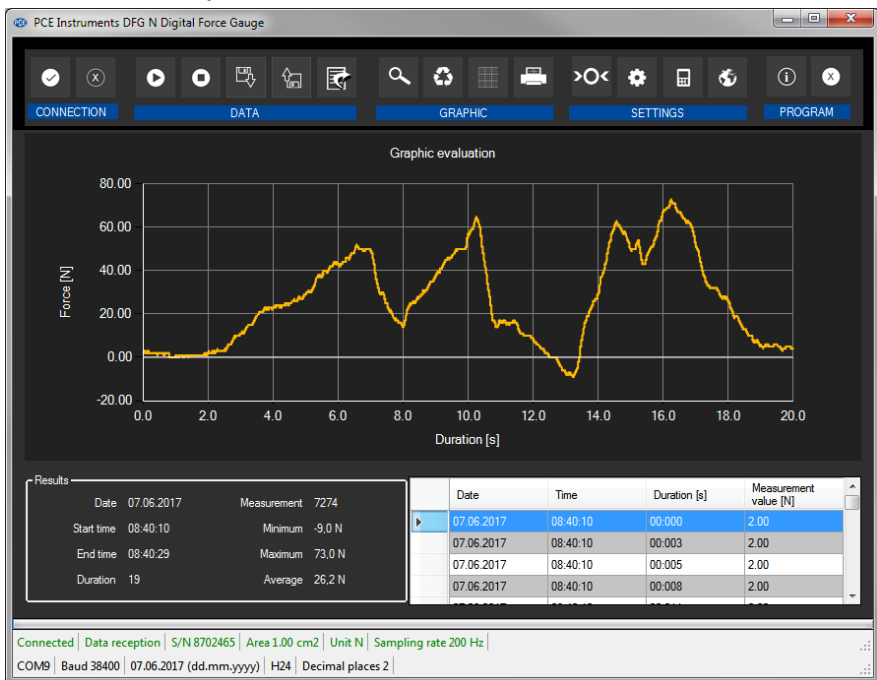 PCE Instruments DFG N Digital Force Gauge
CONNECTION DATA GRAPHIC SETTINGS PROGRAM
Graphic evaluation
80.00
60.00
40.00
20.00
0.00
-20.00
Force [N]
0.0 2.0 4.0 6.0 8.0 10.0 12.0 14.0 16.0 18.0 20.0
Duration [s]
Results
Date 07.06.2017 Measurement 7274
Start time 08:40:10 Minimum -9,0 N
End time 08:40:29 Maximum 73,0 N
Duration 19 Average 26,2 N
Date Time Duration [s] Measurement value [N]
07.06.2017 08:40:10 00:000 2.00
07.06.2017 08:40:10 00:003 2.00
07.06.2017 08:40:10 00:005 2.00
07.06.2017 08:40:10 00:008 2.00
Connected Data reception S/N 8702465 Area 1.00 cm2 Unit N Sampling rate 200 Hz
COM9 Baud 38400 07.06.2017 (dd.mm.yyyy) H24 Decimal places 2